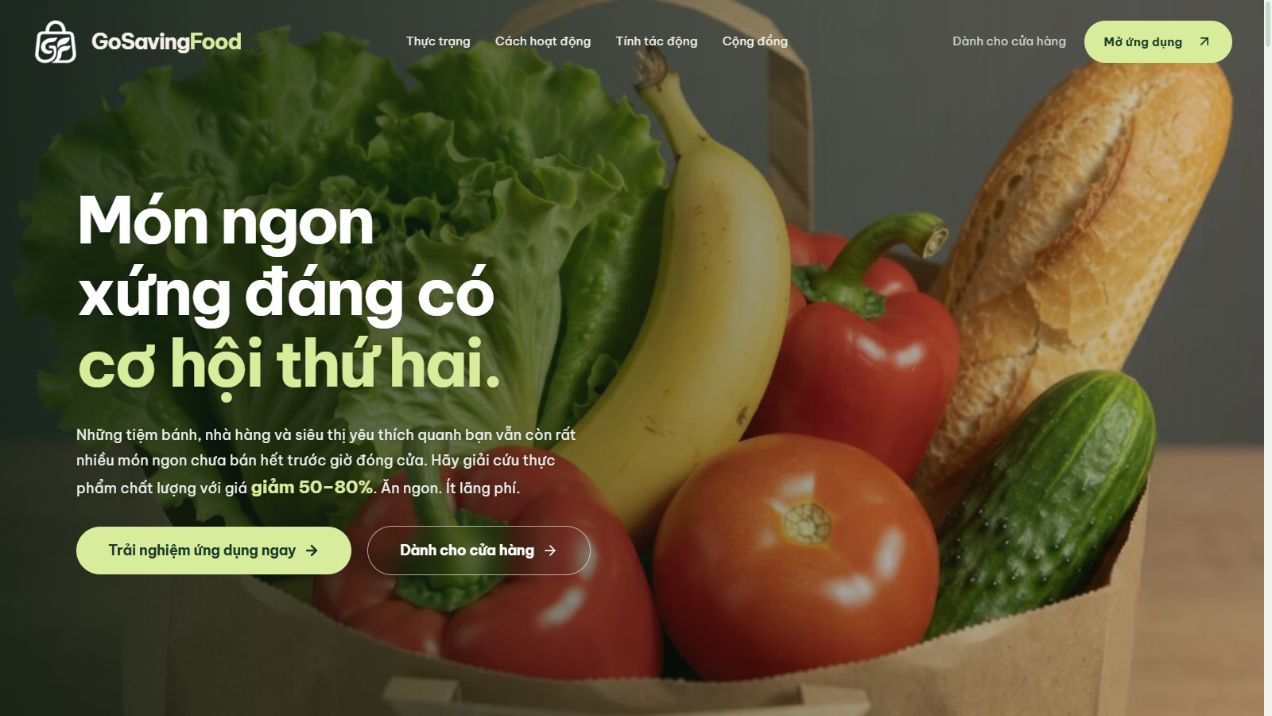 GoSavingFood
Thực trạng
Cách hoạt động
Tính tác động
Cộng đồng
Dành cho cửa hàng
Mở ứng dụng
Món ngon
xứng đáng có
cơ hội thứ hai.
Những tiệm bánh, nhà hàng và siêu thị yêu thích quanh bạn vẫn còn rất
nhiều món ngon chưa bán hết trước giờ đóng cửa. Hãy giải cứu thực
phẩm chất lượng với giá giảm 50–80%. Ăn ngon. Ít lãng phí.
Trải nghiệm ứng dụng ngay
Dành cho cửa hàng